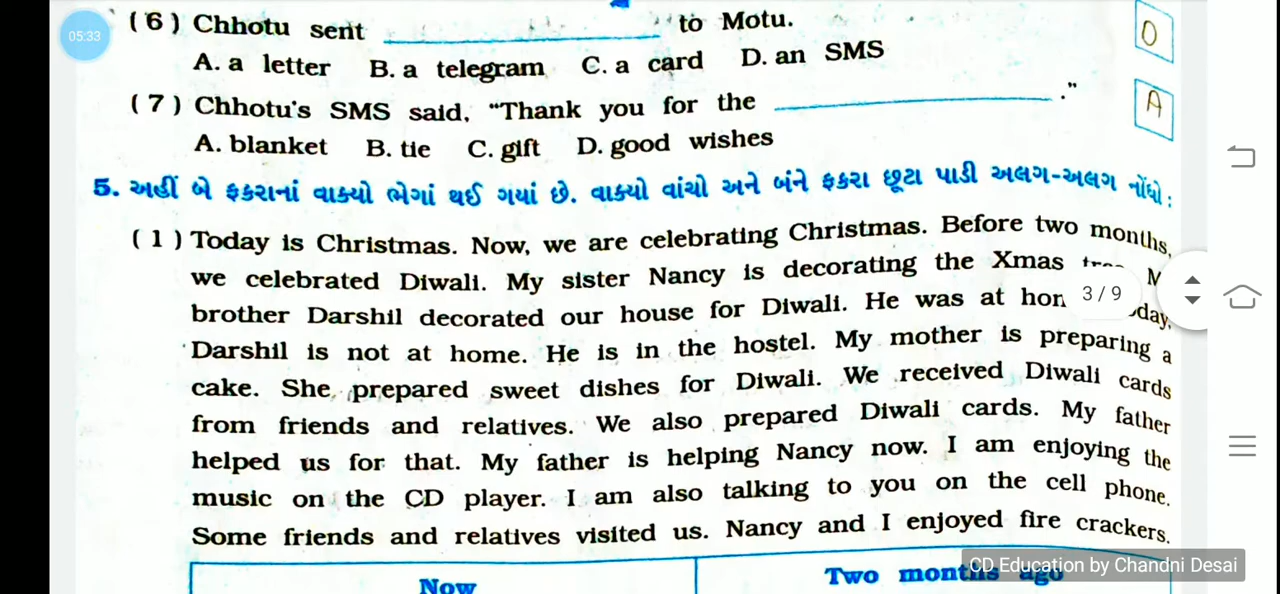 05:33
( 6 ) Chhotu sent ____________ to Motu.
D
A. a letter B. a telegram C. a card D. an SMS
( 7 ) Chhotu's SMS said, "Thank you for the ____________ ."
A
A. blanket B. tie C. gift D. good wishes
5. અહીં બે ફકરાનાં વાક્યો ભેગાં થઈ ગયાં છે. વાક્યો વાંચો અને બંને ફકરા છૂટા પાડી અલગ-અલગ નોંધો :
( 1 ) Today is Christmas. Now, we are celebrating Christmas. Before two months,
we celebrated Diwali. My sister Nancy is decorating the Xmas
brother Darshil decorated our house for Diwali. He was at
Darshil is not at home. He is in the hostel. My mother is preparing a
cake. She prepared sweet dishes for Diwali. We received Diwali cards
from friends and relatives. We also prepared Diwali cards. My father
helped us for that. My father is helping Nancy now. I am enjoying the
music on the CD player. I am also talking to you on the cell phone.
Some friends and relatives visited us. Nancy and I enjoyed fire crackers.
3 / 9
Now
Two months ago
CD Education by Chandni Desai